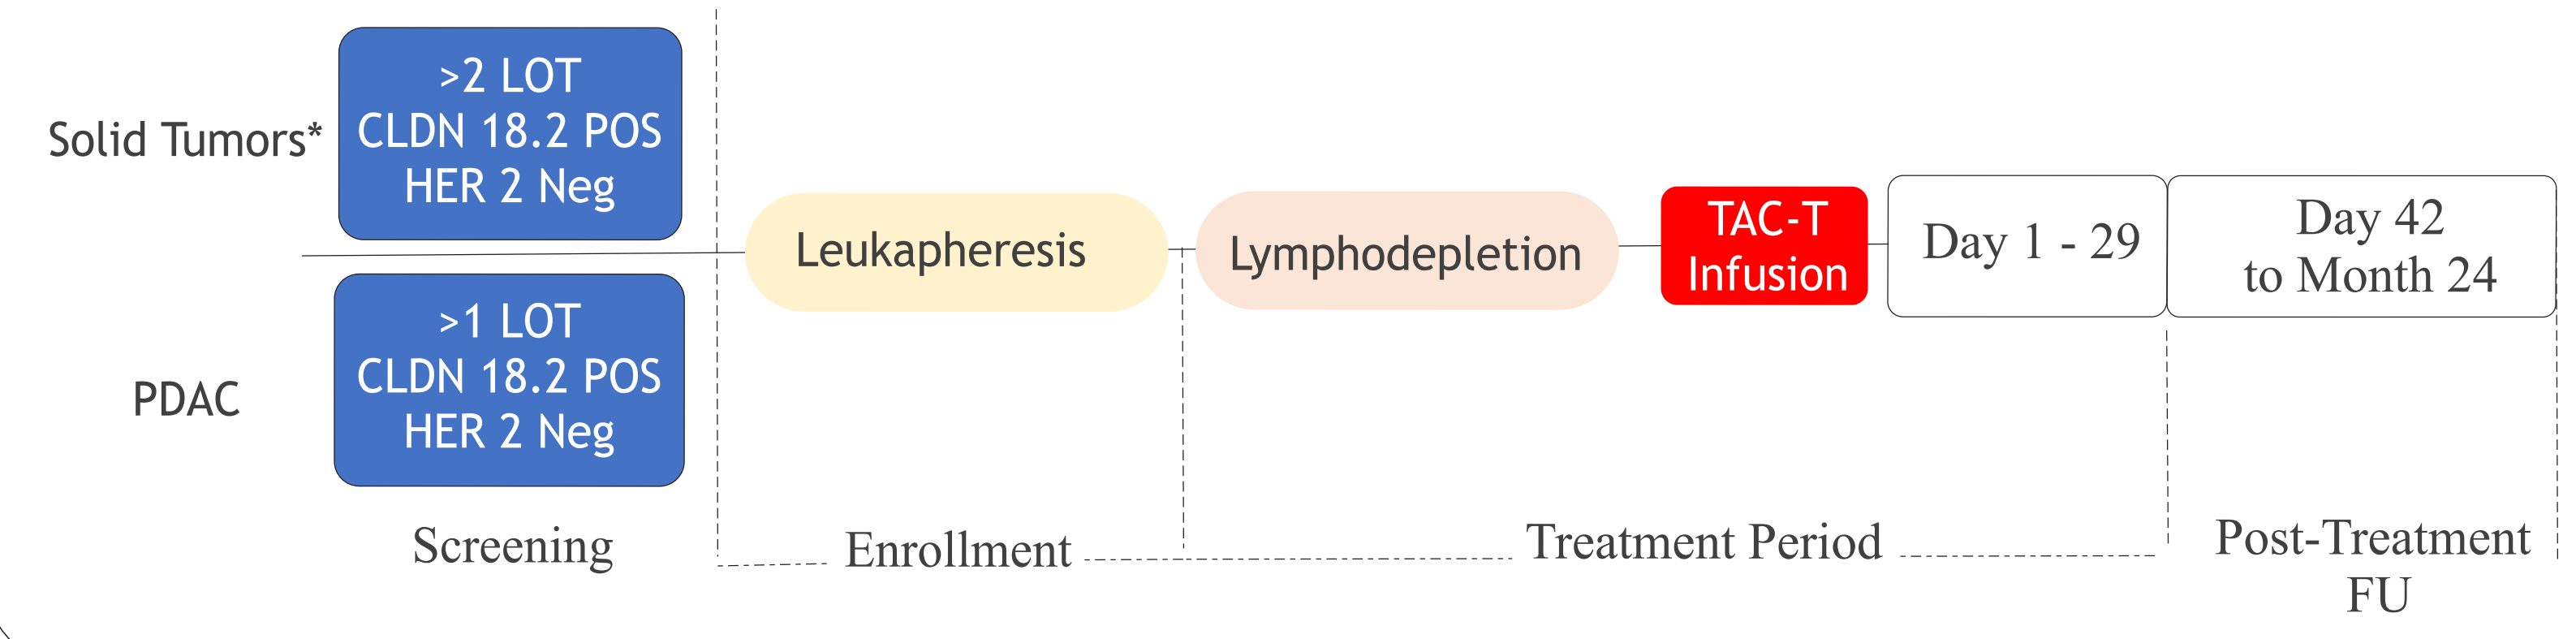 Solid Tumors*
>2 LOT
CLDN 18.2 POS
HER 2 Neg
PDAC
>1 LOT
CLDN 18.2 POS
HER 2 Neg
Leukapheresis
Lymphodepletion
TAC-T
Infusion
Day 1 - 29
Day 42
to Month 24
Screening
Enrollment
Treatment Period
Post-Treatment
FU